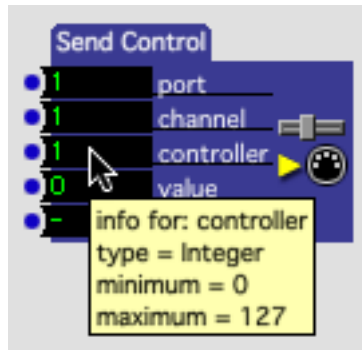 Send Control
1 port
1 channel
1 controller
0 value
-
info for: controller
type = Integer
minimum = 0
maximum = 127